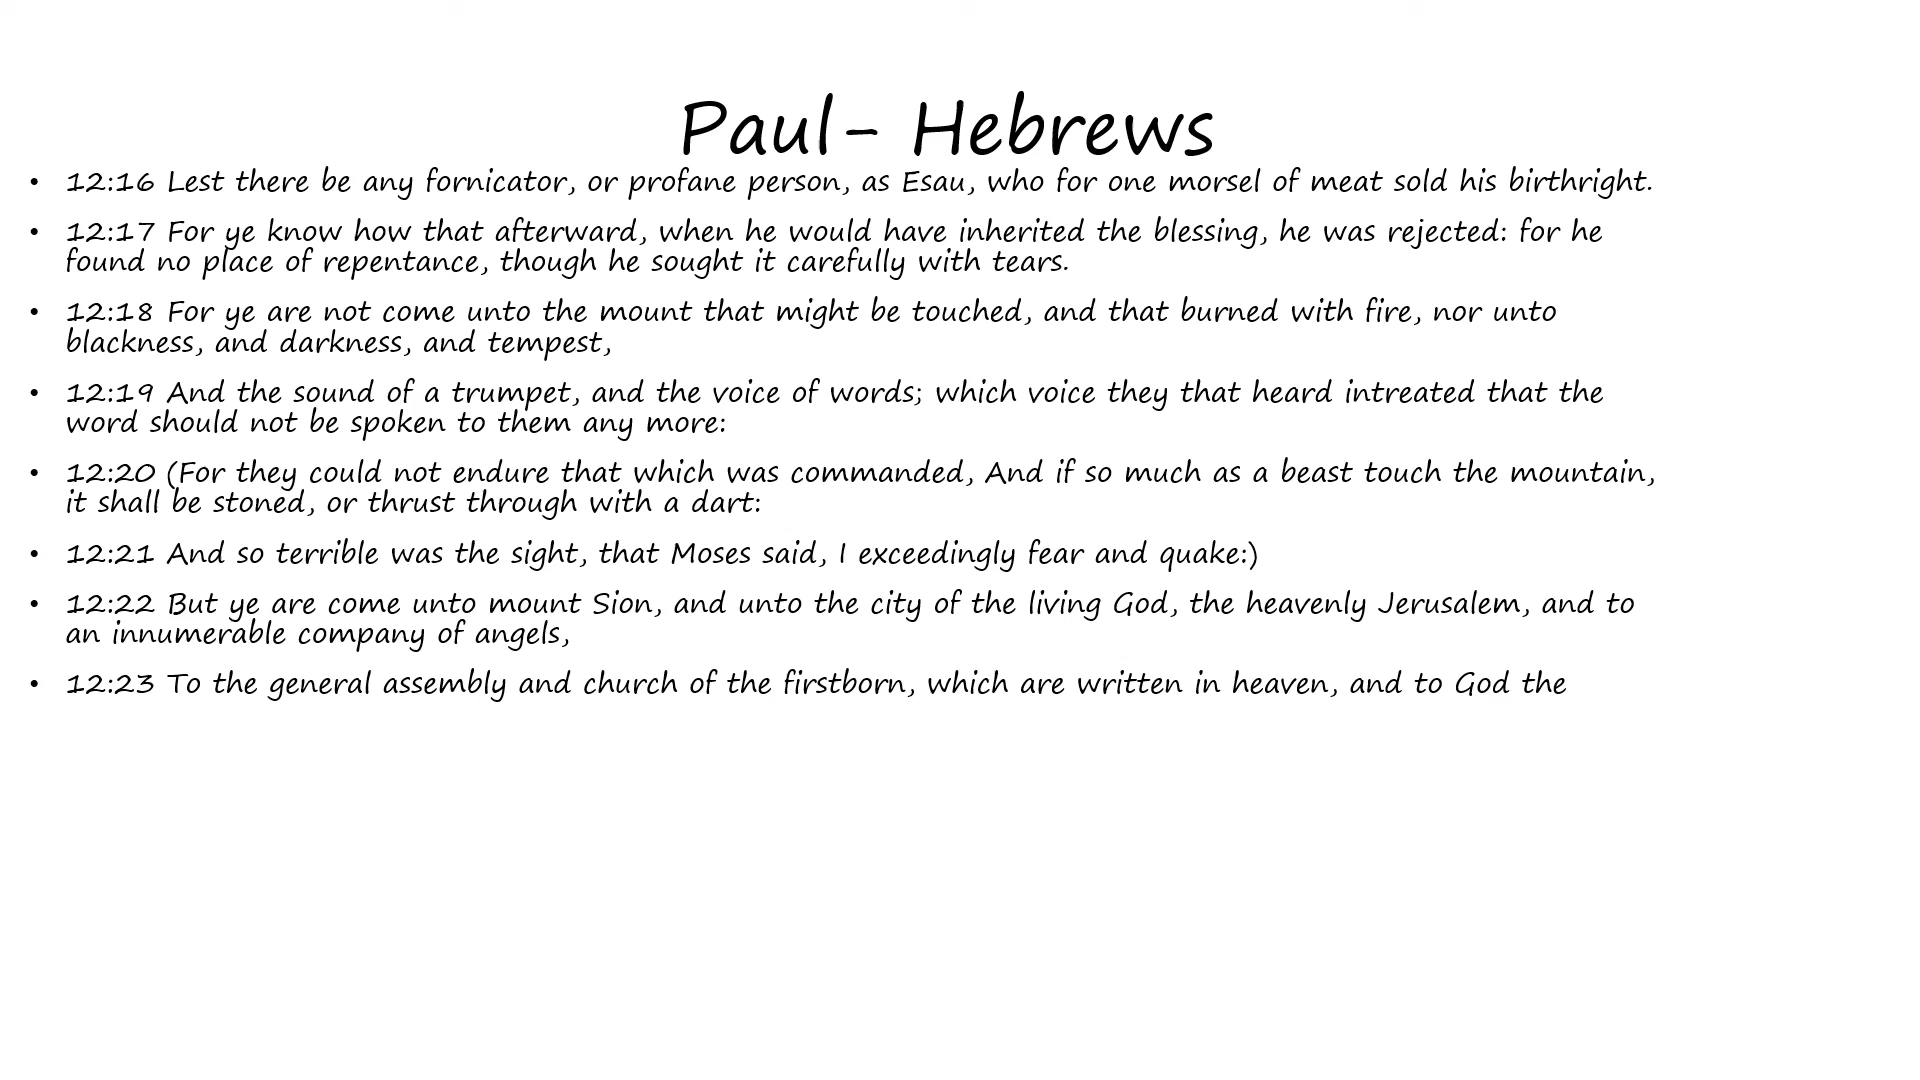 Paul- Hebrews
• 12:16 Lest there be any fornicator, or profane person, as Esau, who for one morsel of meat sold his birthright.
• 12:17 For ye know how that afterward, when he would have inherited the blessing, he was rejected: for he
found no place of repentance, though he sought it carefully with tears.
• 12:18 For ye are not come unto the mount that might be touched, and that burned with fire, nor unto
blackness, and darkness, and tempest,
• 12:19 And the sound of a trumpet, and the voice of words; which voice they that heard intreated that the
word should not be spoken to them any more:
• 12:20 (For they could not endure that which was commanded, And if so much as a beast touch the mountain,
it shall be stoned, or thrust through with a dart:
• 12:21 And so terrible was the sight, that Moses said, I exceedingly fear and quake:)
• 12:22 But ye are come unto mount Sion, and unto the city of the living God, the heavenly Jerusalem, and to
an innumerable company of angels,
• 12:23 To the general assembly and church of the firstborn, which are written in heaven, and to God the